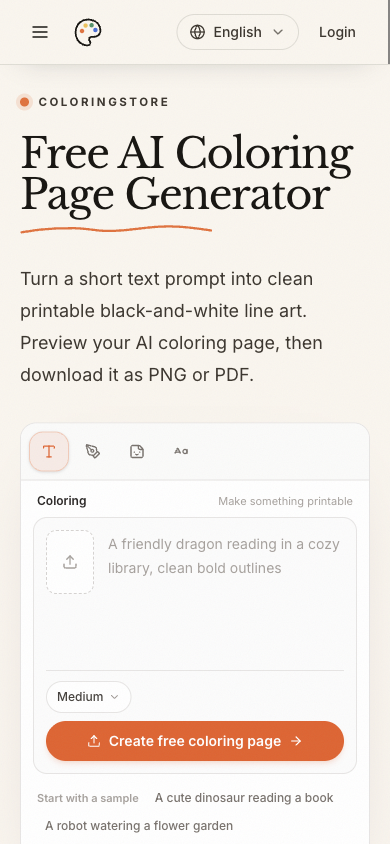 English
Login
COLORINGSTORE
Free AI Coloring
Page Generator
Turn a short text prompt into clean
printable black-and-white line art.
Preview your AI coloring page, then
download it as PNG or PDF.
Coloring
Make something printable
A friendly dragon reading in a cozy
library, clean bold outlines
Medium
Create free coloring page
Start with a sample
A cute dinosaur reading a book
A robot watering a flower garden